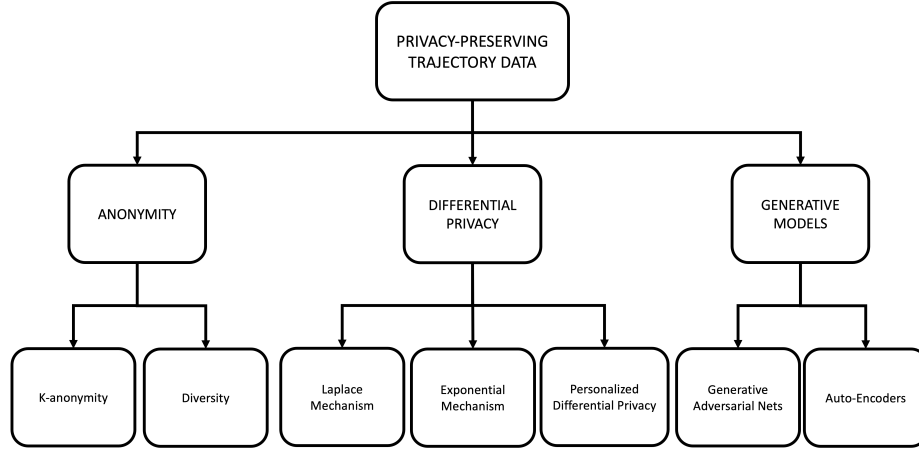 PRIVACY-PRESERVING
TRAJECTORY DATA
ANONYMITY
DIFFERENTIAL
PRIVACY
GENERATIVE
MODELS
K-anonymity
Diversity
Laplace
Mechanism
Exponential
Mechanism
Personalized
Differential Privacy
Generative
Adversarial Nets
Auto-Encoders